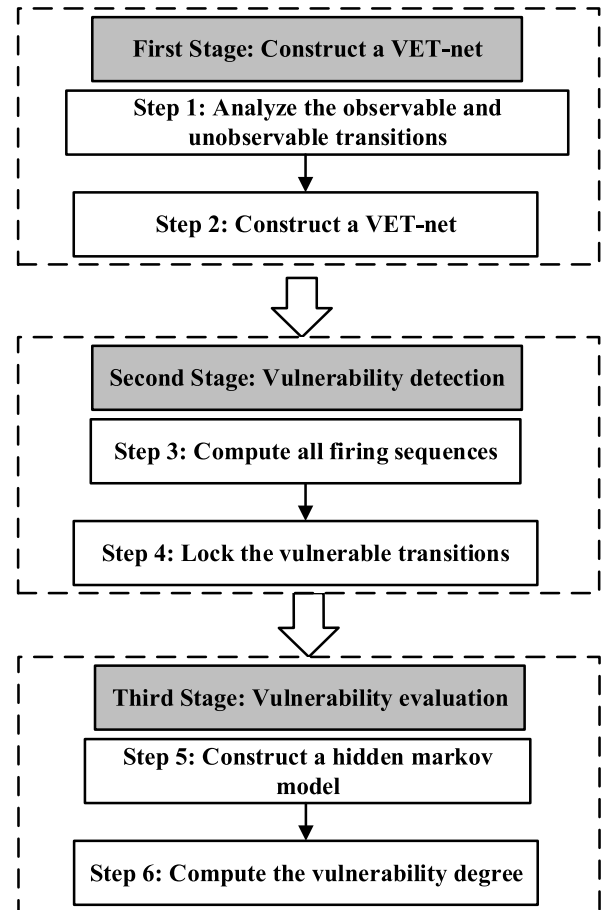 First Stage: Construct a VET-net
Step 1: Analyze the observable and
unobservable transitions
Step 2: Construct a VET-net
Second Stage: Vulnerability detection
Step 3: Compute all firing sequences
Step 4: Lock the vulnerable transitions
Third Stage: Vulnerability evaluation
Step 5: Construct a hidden markov
model
Step 6: Compute the vulnerability degree